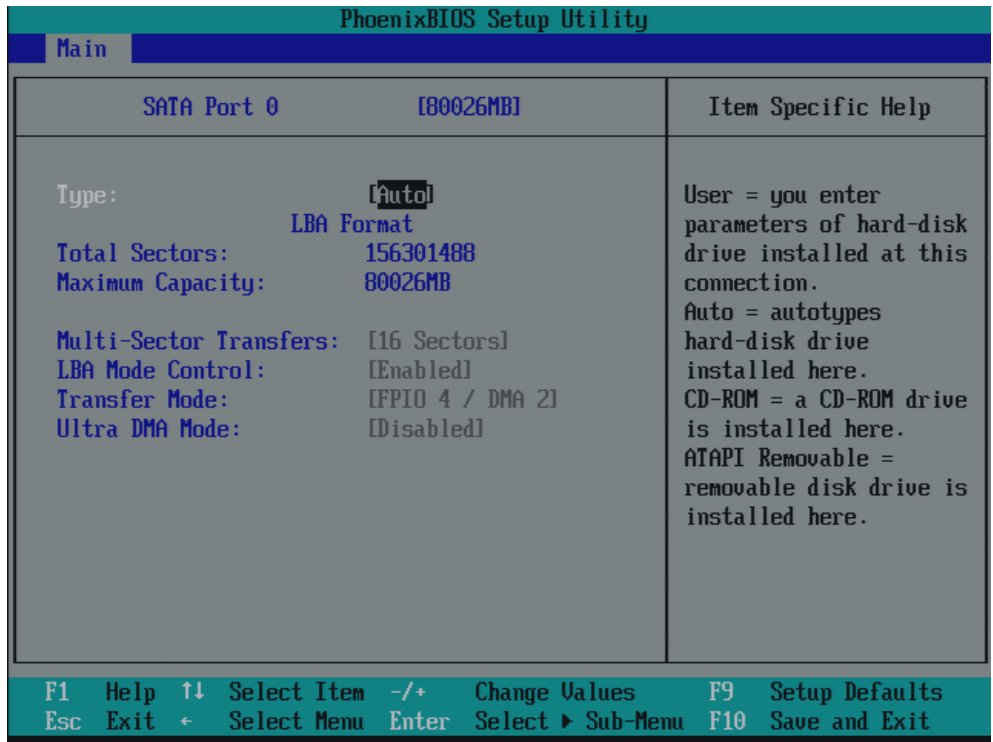 PhoenixBIOS Setup Utility
Main
SATA Port 0 [80026MB]
Type: [Auto]
LBA Format
Total Sectors: 156301488
Maximum Capacity: 80026MB
Multi-Sector Transfers: [16 Sectors]
LBA Mode Control: [Enabled]
Transfer Mode: [FPIO 4 / DMA 2]
Ultra DMA Mode: [Disabled]
Item Specific Help
User = you enter
parameters of hard-disk
drive installed at this
connection.
Auto = autotypes
hard-disk drive
installed here.
CD-ROM = a CD-ROM drive
is installed here.
ATAPI Removable =
removable disk drive is
installed here.
F1 Help ↑↓ Select Item -/+ Change Values F9 Setup Defaults
Esc Exit ← Select Menu Enter Select ▶ Sub-Menu F10 Save and Exit